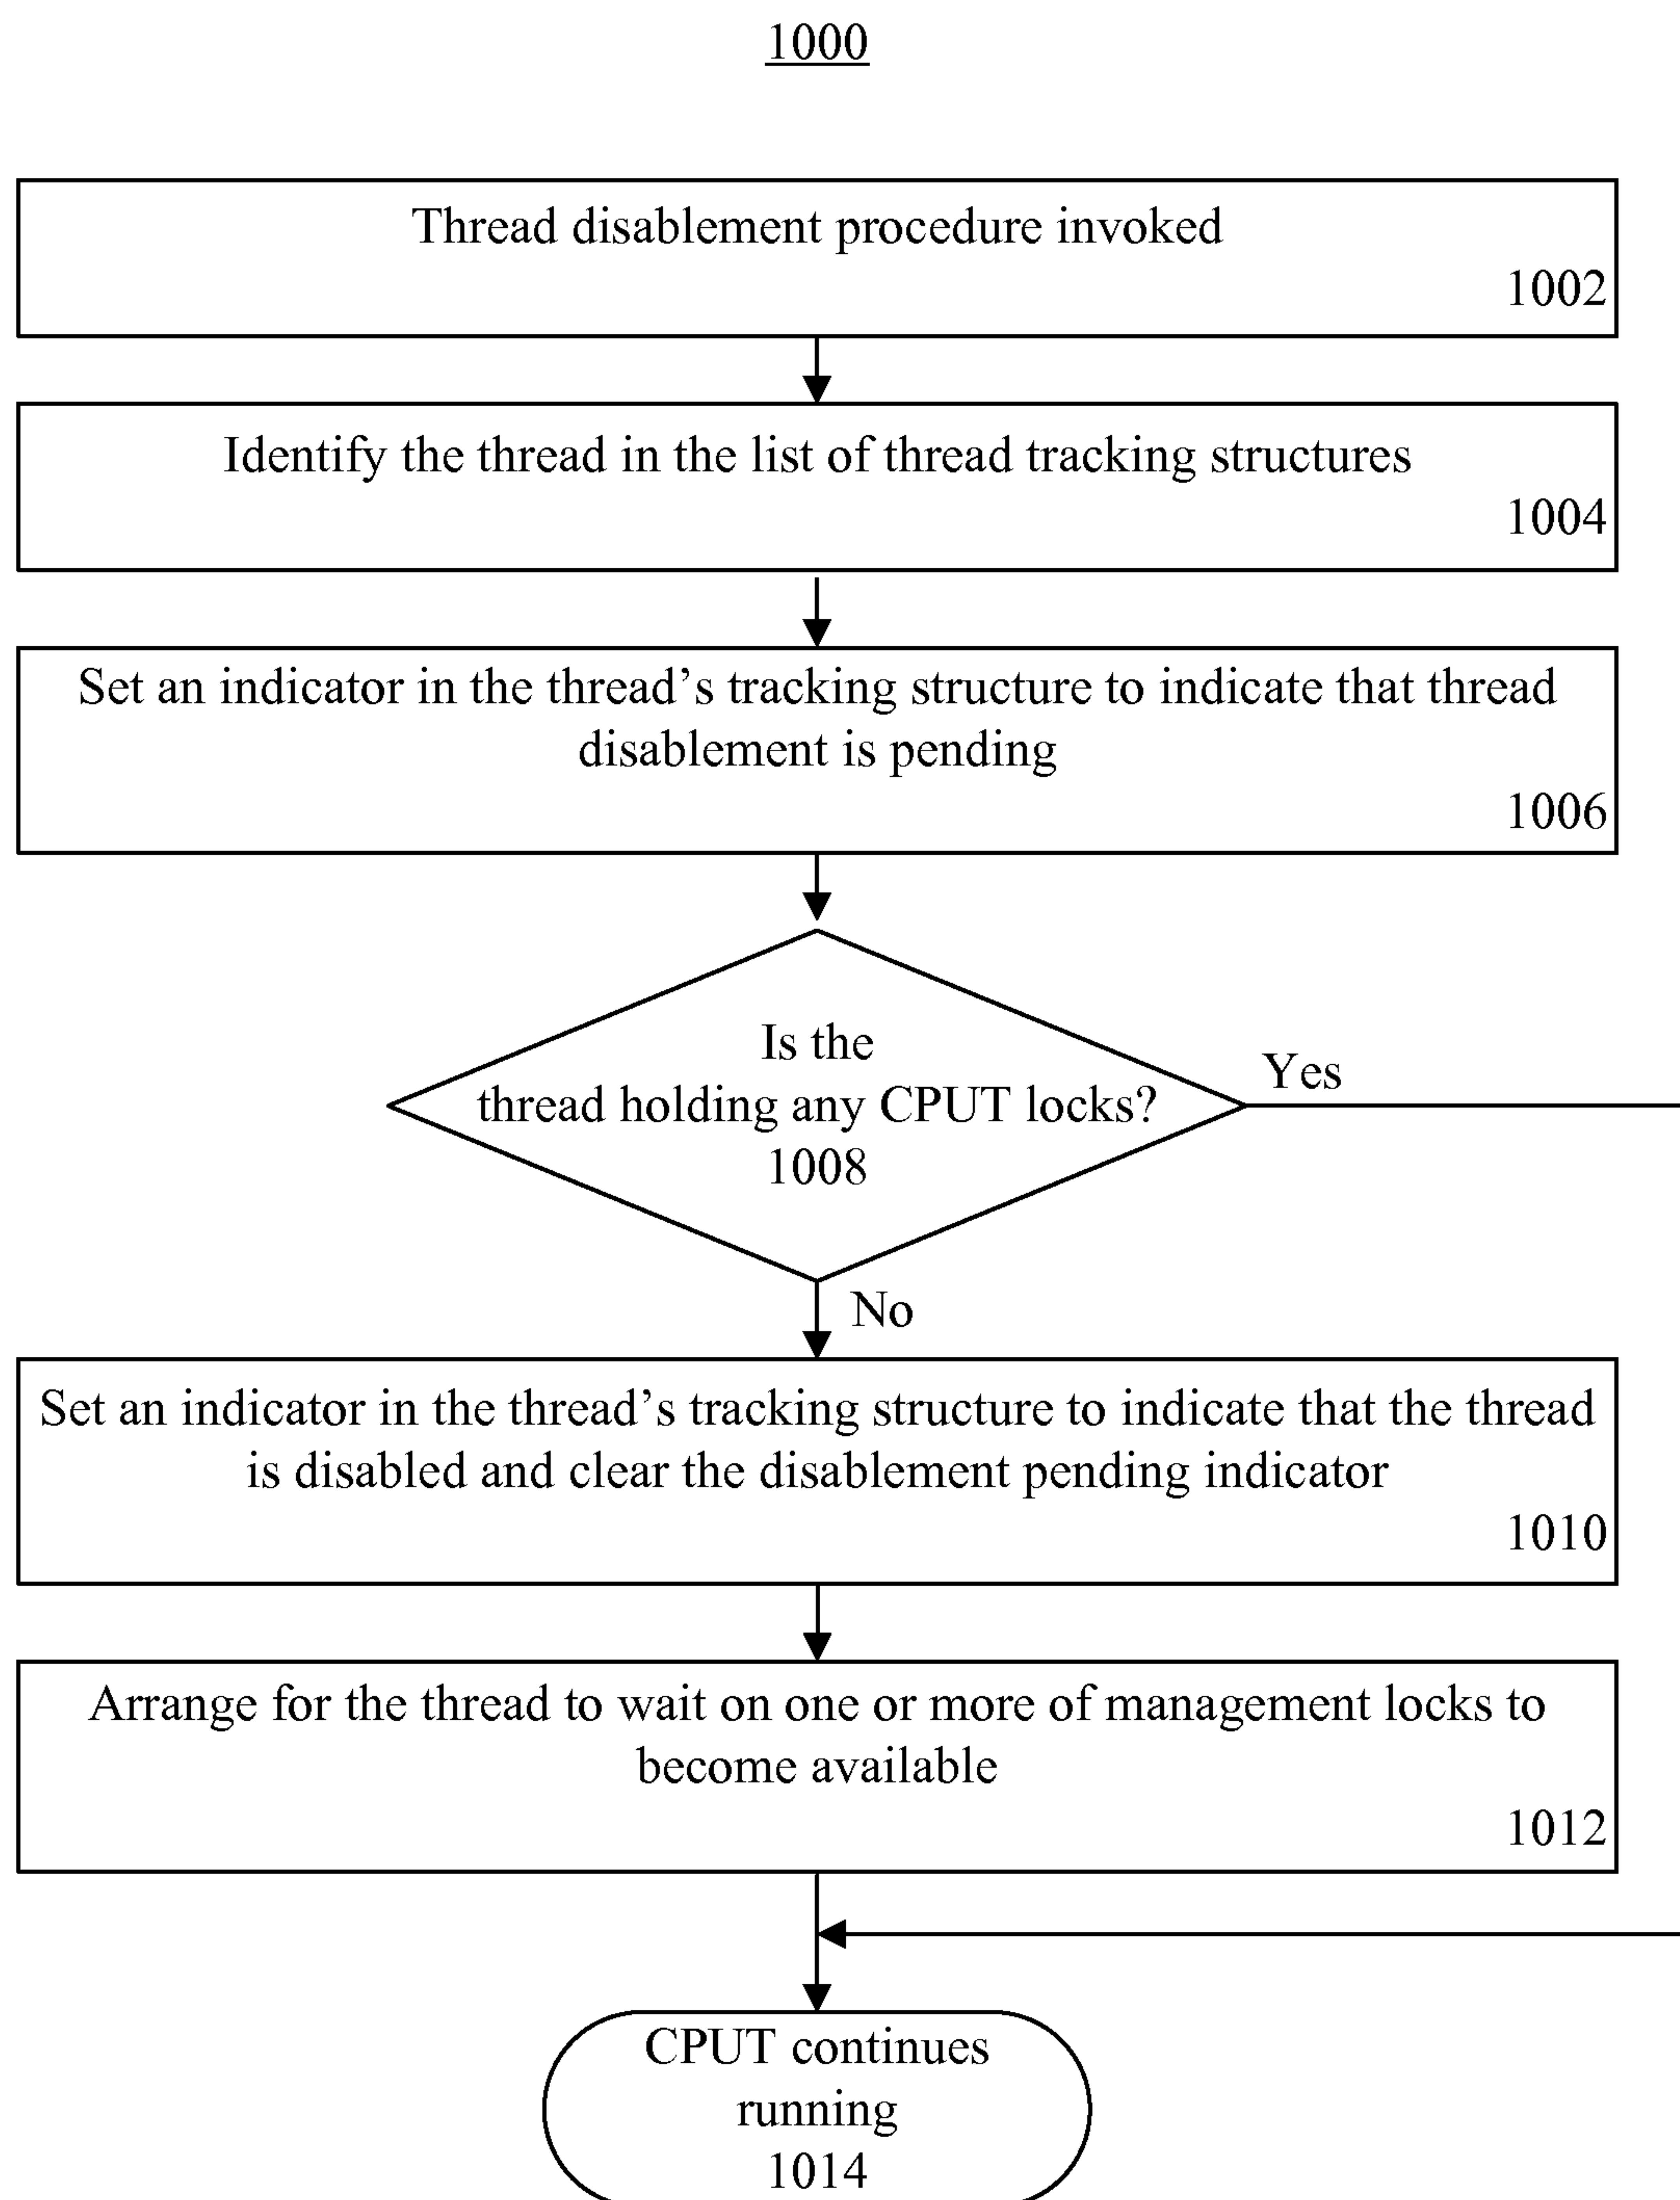 1000
Thread disablement procedure invoked
1002
Identify the thread in the list of thread tracking structures
1004
Set an indicator in the thread’s tracking structure to indicate that thread
disablement is pending
1006
Is the
thread holding any CPUT locks?
1008
Yes
No
Set an indicator in the thread’s tracking structure to indicate that the thread
is disabled and clear the disablement pending indicator
1010
Arrange for the thread to wait on one or more of management locks to
become available
1012
CPUT continues
running
1014